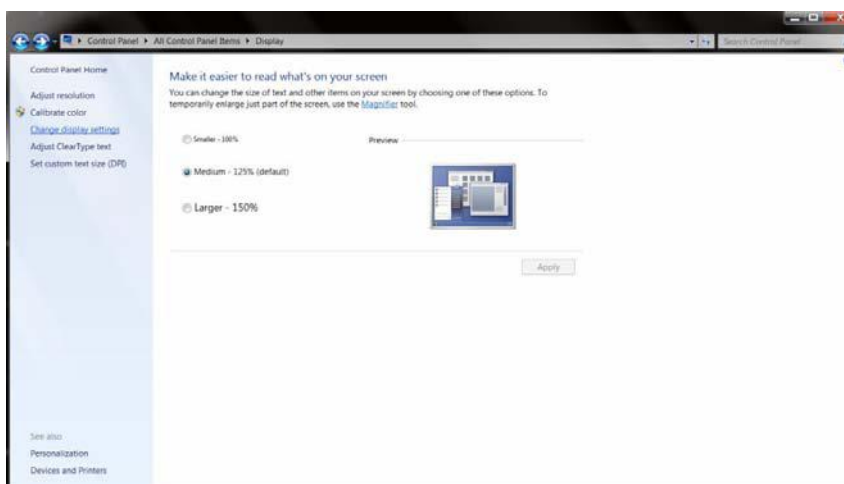 Control Panel All Control Panel Items Display
Search Control Panel
Control Panel Home
Adjust resolution
Calibrate color
Change display settings
Adjust ClearType text
Set custom text size (DPI)
Make it easier to read what's on your screen
You can change the size of text and other items on your screen by choosing one of these options. To
temporarily enlarge just part of the screen, use the Magnifier tool.
Smaller - 100%
Preview
Medium - 125% (default)
Larger - 150%
Apply
See also
Personalization
Devices and Printers